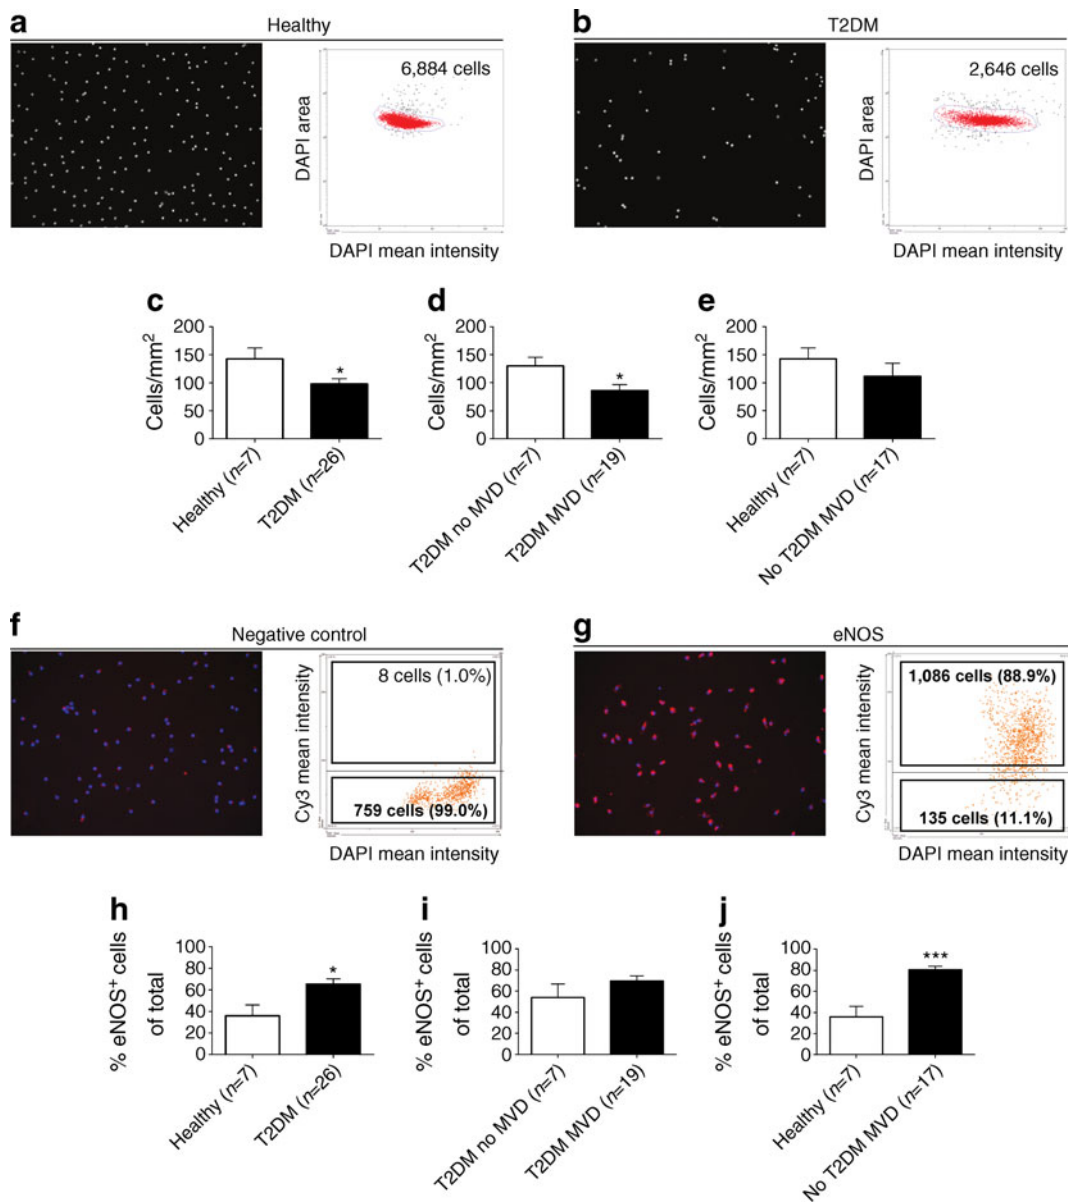 a
Healthy
6,884 cells
DAPI area
DAPI mean intensity
b
T2DM
2,646 cells
DAPI area
DAPI mean intensity
c
200
150
100
50
0
Cells/mm²
*
Healthy (n=7)
T2DM (n=26)
d
200
150
100
50
0
Cells/mm²
*
T2DM no MVD (n=7)
T2DM MVD (n=19)
e
200
150
100
50
0
Cells/mm²
Healthy (n=7)
No T2DM MVD (n=17)
f
Negative control
8 cells (1.0%)
759 cells (99.0%)
Cy3 mean intensity
DAPI mean intensity
g
eNOS
1,086 cells (88.9%)
135 cells (11.1%)
Cy3 mean intensity
DAPI mean intensity
h
% eNOS⁺ cells
of total
100
80
60
40
20
0
*
Healthy (n=7)
T2DM (n=26)
i
% eNOS⁺ cells
of total
100
80
60
40
20
0
T2DM no MVD (n=7)
T2DM MVD (n=19)
j
% eNOS⁺ cells
of total
100
80
60
40
20
0
***
Healthy (n=7)
No T2DM MVD (n=17)